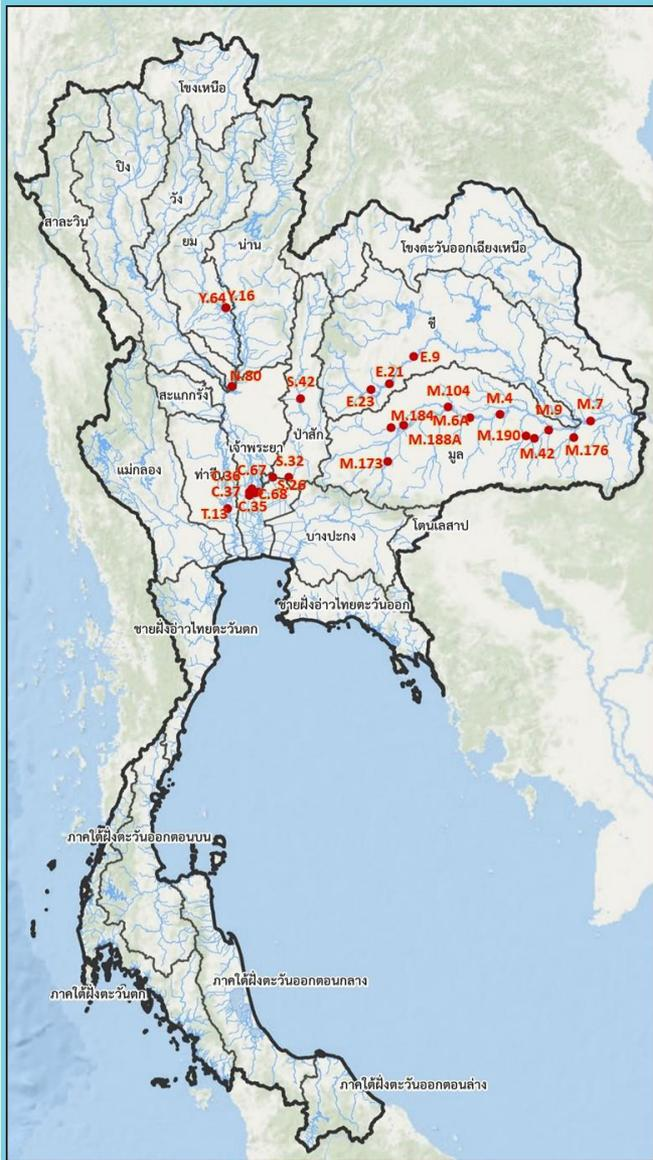 โขงเหนือ
ปิง
วัง
สาละวิน
ยม
น่าน
โขงตะวันออกเฉียงเหนือ
Y.64
Y.16
ชี
E.9
N.80
E.21
S.42
สะแกกรัง
E.23
M.104
M.4
M.9
M.7
M.184
M.6A
ป่าสัก
M.190
M.188A
M.42
M.176
เจ้าพระยา
มูล
M.173
แม่กลอง
S.32
C.67
C.36
S.26
C.37
C.68
C.35
T.13
โตนเลสาป
บางปะกง
ชายฝั่งอ่าวไทยตะวันออก
ชายฝั่งอ่าวไทยตะวันตก
ภาคใต้ฝั่งตะวันออกตอนบน
ภาคใต้ฝั่งตะวันออกตอนกลาง
ภาคใต้ฝั่งตะวันตก
ภาคใต้ฝั่งตะวันออกตอนล่าง